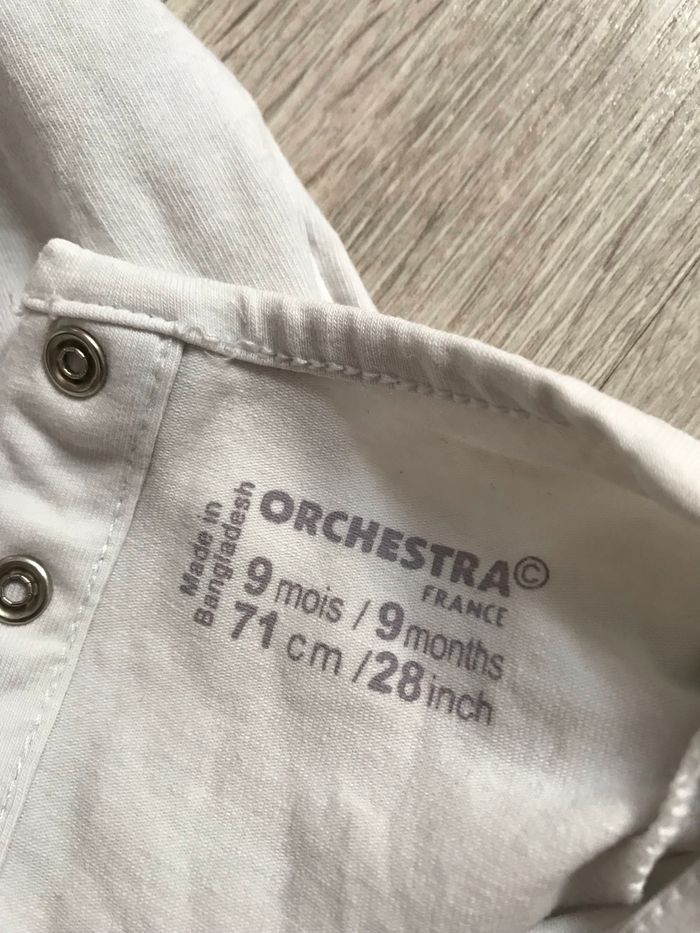 ORCHESTRA©
FRANCE
9 mois / 9 months
71 cm / 28 inch
Made in
Bangladesh